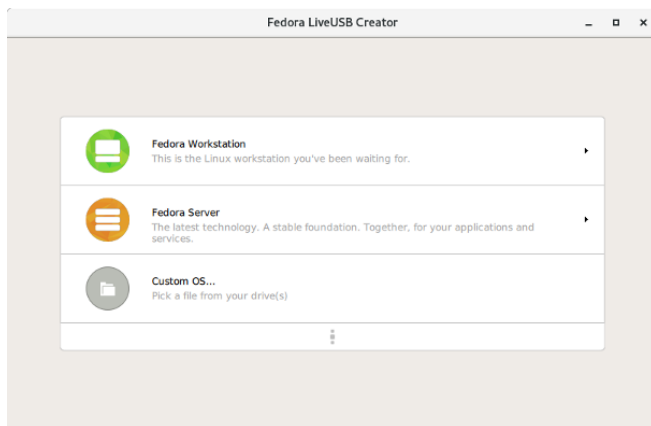 Fedora LiveUSB Creator
Fedora Workstation
This is the Linux workstation you've been waiting for.
Fedora Server
The latest technology. A stable foundation. Together, for your applications and
services.
Custom OS...
Pick a file from your drive(s)